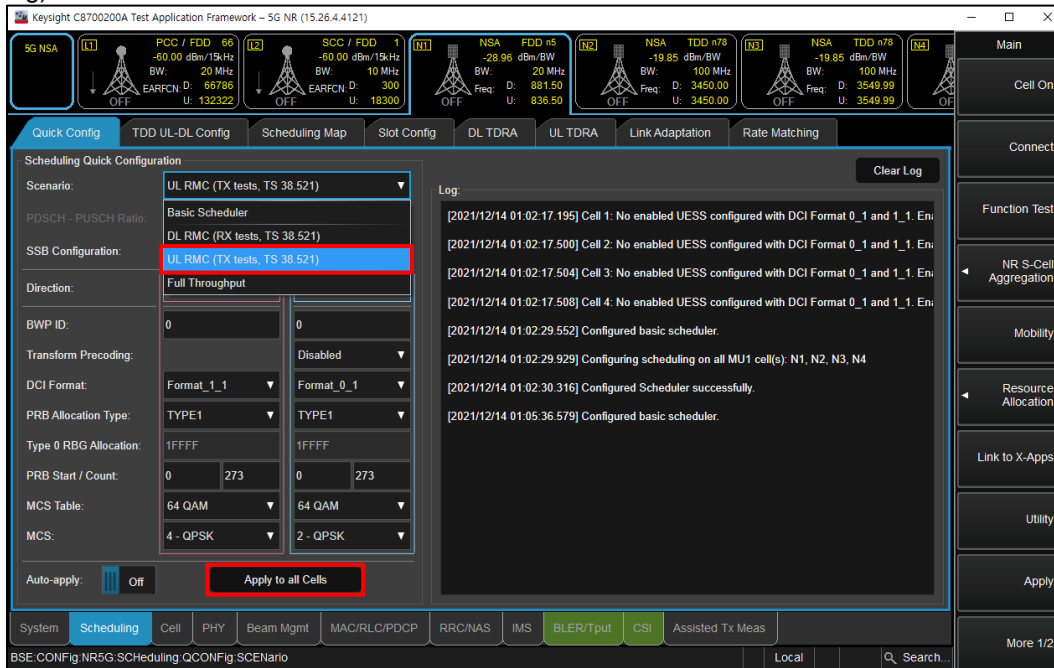 Keysight C8700200A Test Application Framework – 5G NR (15.26.4.4121)
5G NSA
L1 PCC / FDD 66
-60.00 dBm/15kHz
BW: 20 MHz
EARFCN: D: 66786
U: 132322
OFF
L2 SCC / FDD 1
-60.00 dBm/15kHz
BW: 10 MHz
EARFCN: D: 300
U: 18300
OFF
N1 NSA FDD n5
-28.96 dBm/BW
BW: 20 MHz
Freq: D: 881.50
U: 836.50
OFF
N2 NSA TDD n78
-19.85 dBm/BW
BW: 100 MHz
Freq: D: 3450.00
U: 3450.00
OFF
N3 NSA TDD n78
-19.85 dBm/BW
BW: 100 MHz
Freq: D: 3549.99
U: 3549.99
OFF
N4
Main
Cell On
Connect
Function Test
NR S-Cell
Aggregation
Mobility
Resource
Allocation
Link to X-Apps
Utility
Apply
More 1/2
Quick Config TDD UL-DL Config Scheduling Map Slot Config DL TDRA UL TDRA Link Adaptation Rate Matching
Scheduling Quick Configuration
Scenario: UL RMC (TX tests, TS 38.521)
Basic Scheduler
DL RMC (RX tests, TS 38.521)
UL RMC (TX tests, TS 38.521)
Full Throughput
PDSCH - PUSCH Ratio:
SSB Configuration:
Direction:
BWP ID: 0 0
Transform Precoding: Disabled
DCI Format: Format_1_1 Format_0_1
PRB Allocation Type: TYPE1 TYPE1
Type 0 RBG Allocation: 1FFFF 1FFFF
PRB Start / Count: 0 273 0 273
MCS Table: 64 QAM 64 QAM
MCS: 4 - QPSK 2 - QPSK
Auto-apply: Off Apply to all Cells
Clear Log
Log:
[2021/12/14 01:02:17.195] Cell 1: No enabled UESS configured with DCI Format 0_1 and 1_1. En
[2021/12/14 01:02:17.500] Cell 2: No enabled UESS configured with DCI Format 0_1 and 1_1. En
[2021/12/14 01:02:17.504] Cell 3: No enabled UESS configured with DCI Format 0_1 and 1_1. En
[2021/12/14 01:02:17.508] Cell 4: No enabled UESS configured with DCI Format 0_1 and 1_1. En
[2021/12/14 01:02:29.552] Configured basic scheduler.
[2021/12/14 01:02:29.929] Configuring scheduling on all MU1 cell(s): N1, N2, N3, N4
[2021/12/14 01:02:30.316] Configured Scheduler successfully.
[2021/12/14 01:05:36.579] Configured basic scheduler.
System Scheduling Cell PHY Beam Mgmt MAC/RLC/PDCP RRC/NAS IMS BLER/Tput CSI Assisted Tx Meas
BSE:CONFig:NR5G:SCHeduling:QCONFig:SCENario Local Search...